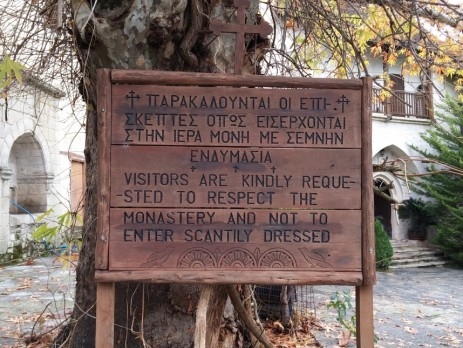 ΠΑΡΑΚΑΛΟΥΝΤΑΙ ΟΙ ΕΠΙ-
ΣΚΕΠΤΕΣ ΟΠΩΣ ΕΙΣΕΡΧΟΝΤΑΙ
ΣΤΗΝ ΙΕΡΑ ΜΟΝΗ ΜΕ ΣΕΜΝΗΝ
ΕΝΔΥΜΑΣΙΑ
VISITORS ARE KINDLY REQUE-
STED TO RESPECT THE
MONASTERY AND NOT TO
ENTER SCANTILY DRESSED